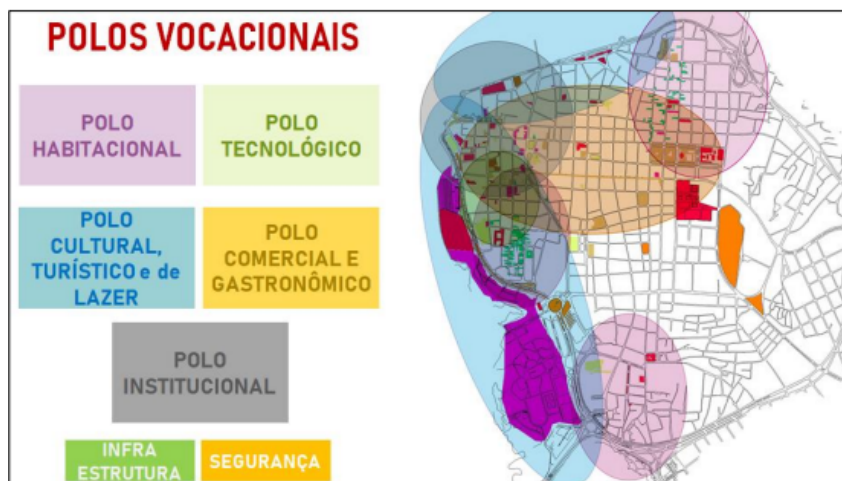 POLOS VOCACIONAIS
POLO
HABITACIONAL
POLO
TECNOLÓGICO
POLO
CULTURAL,
TURÍSTICO e de
LAZER
POLO
COMERCIAL E
GASTRONÔMICO
POLO
INSTITUCIONAL
INFRA
ESTRUTURA
SEGURANÇA